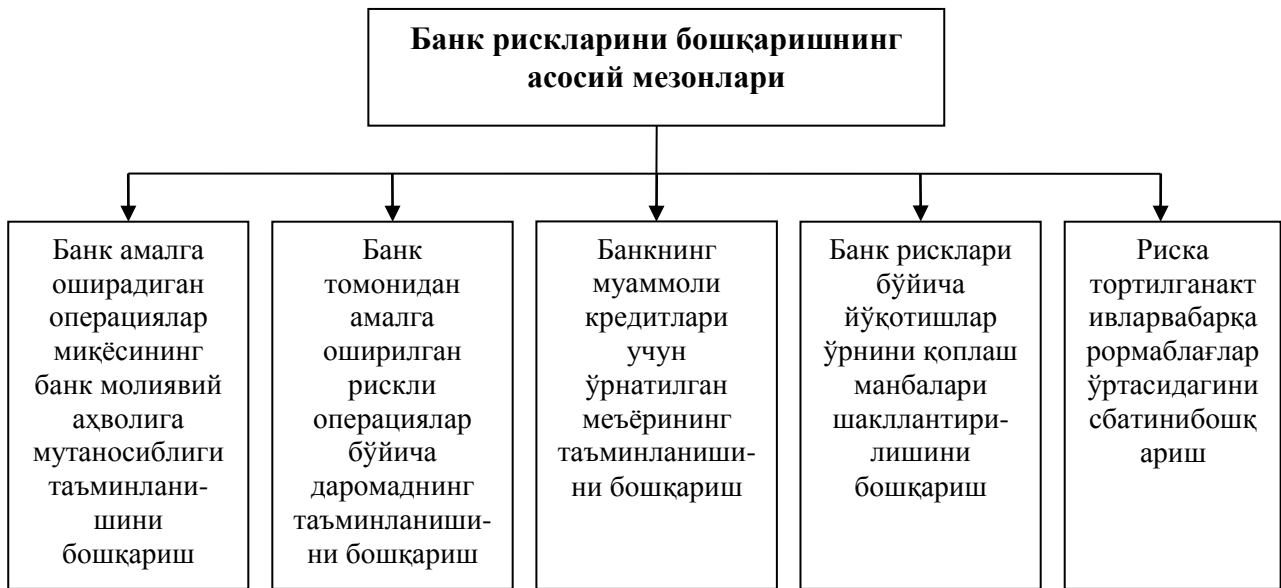 Банк рискларини бошқаришнинг
асосий мезонлари
Банк амалга
оширадиган
операциялар
миқёсининг
банк молиявий
аҳволига
мутаносиблиги
таъминлани-
шини
бошқариш
Банк
томонидан
амалга
оширилган
рискли
операциялар
бўйича
даромаднинг
таъминланиши-
ни бошқариш
Банкнинг
муаммоли
кредитлари
учун
ўрнатилган
меъёрининг
таъминланиши-
ни бошқариш
Банк рисклари
бўйича
йўқотишлар
ўрнини қоплаш
манбалари
шакллантири-
лишини
бошқариш
Риска
тортилганакт
ивларвабарқа
рормаблағлар
ўртасидагини
сбатинибошқ
ариш